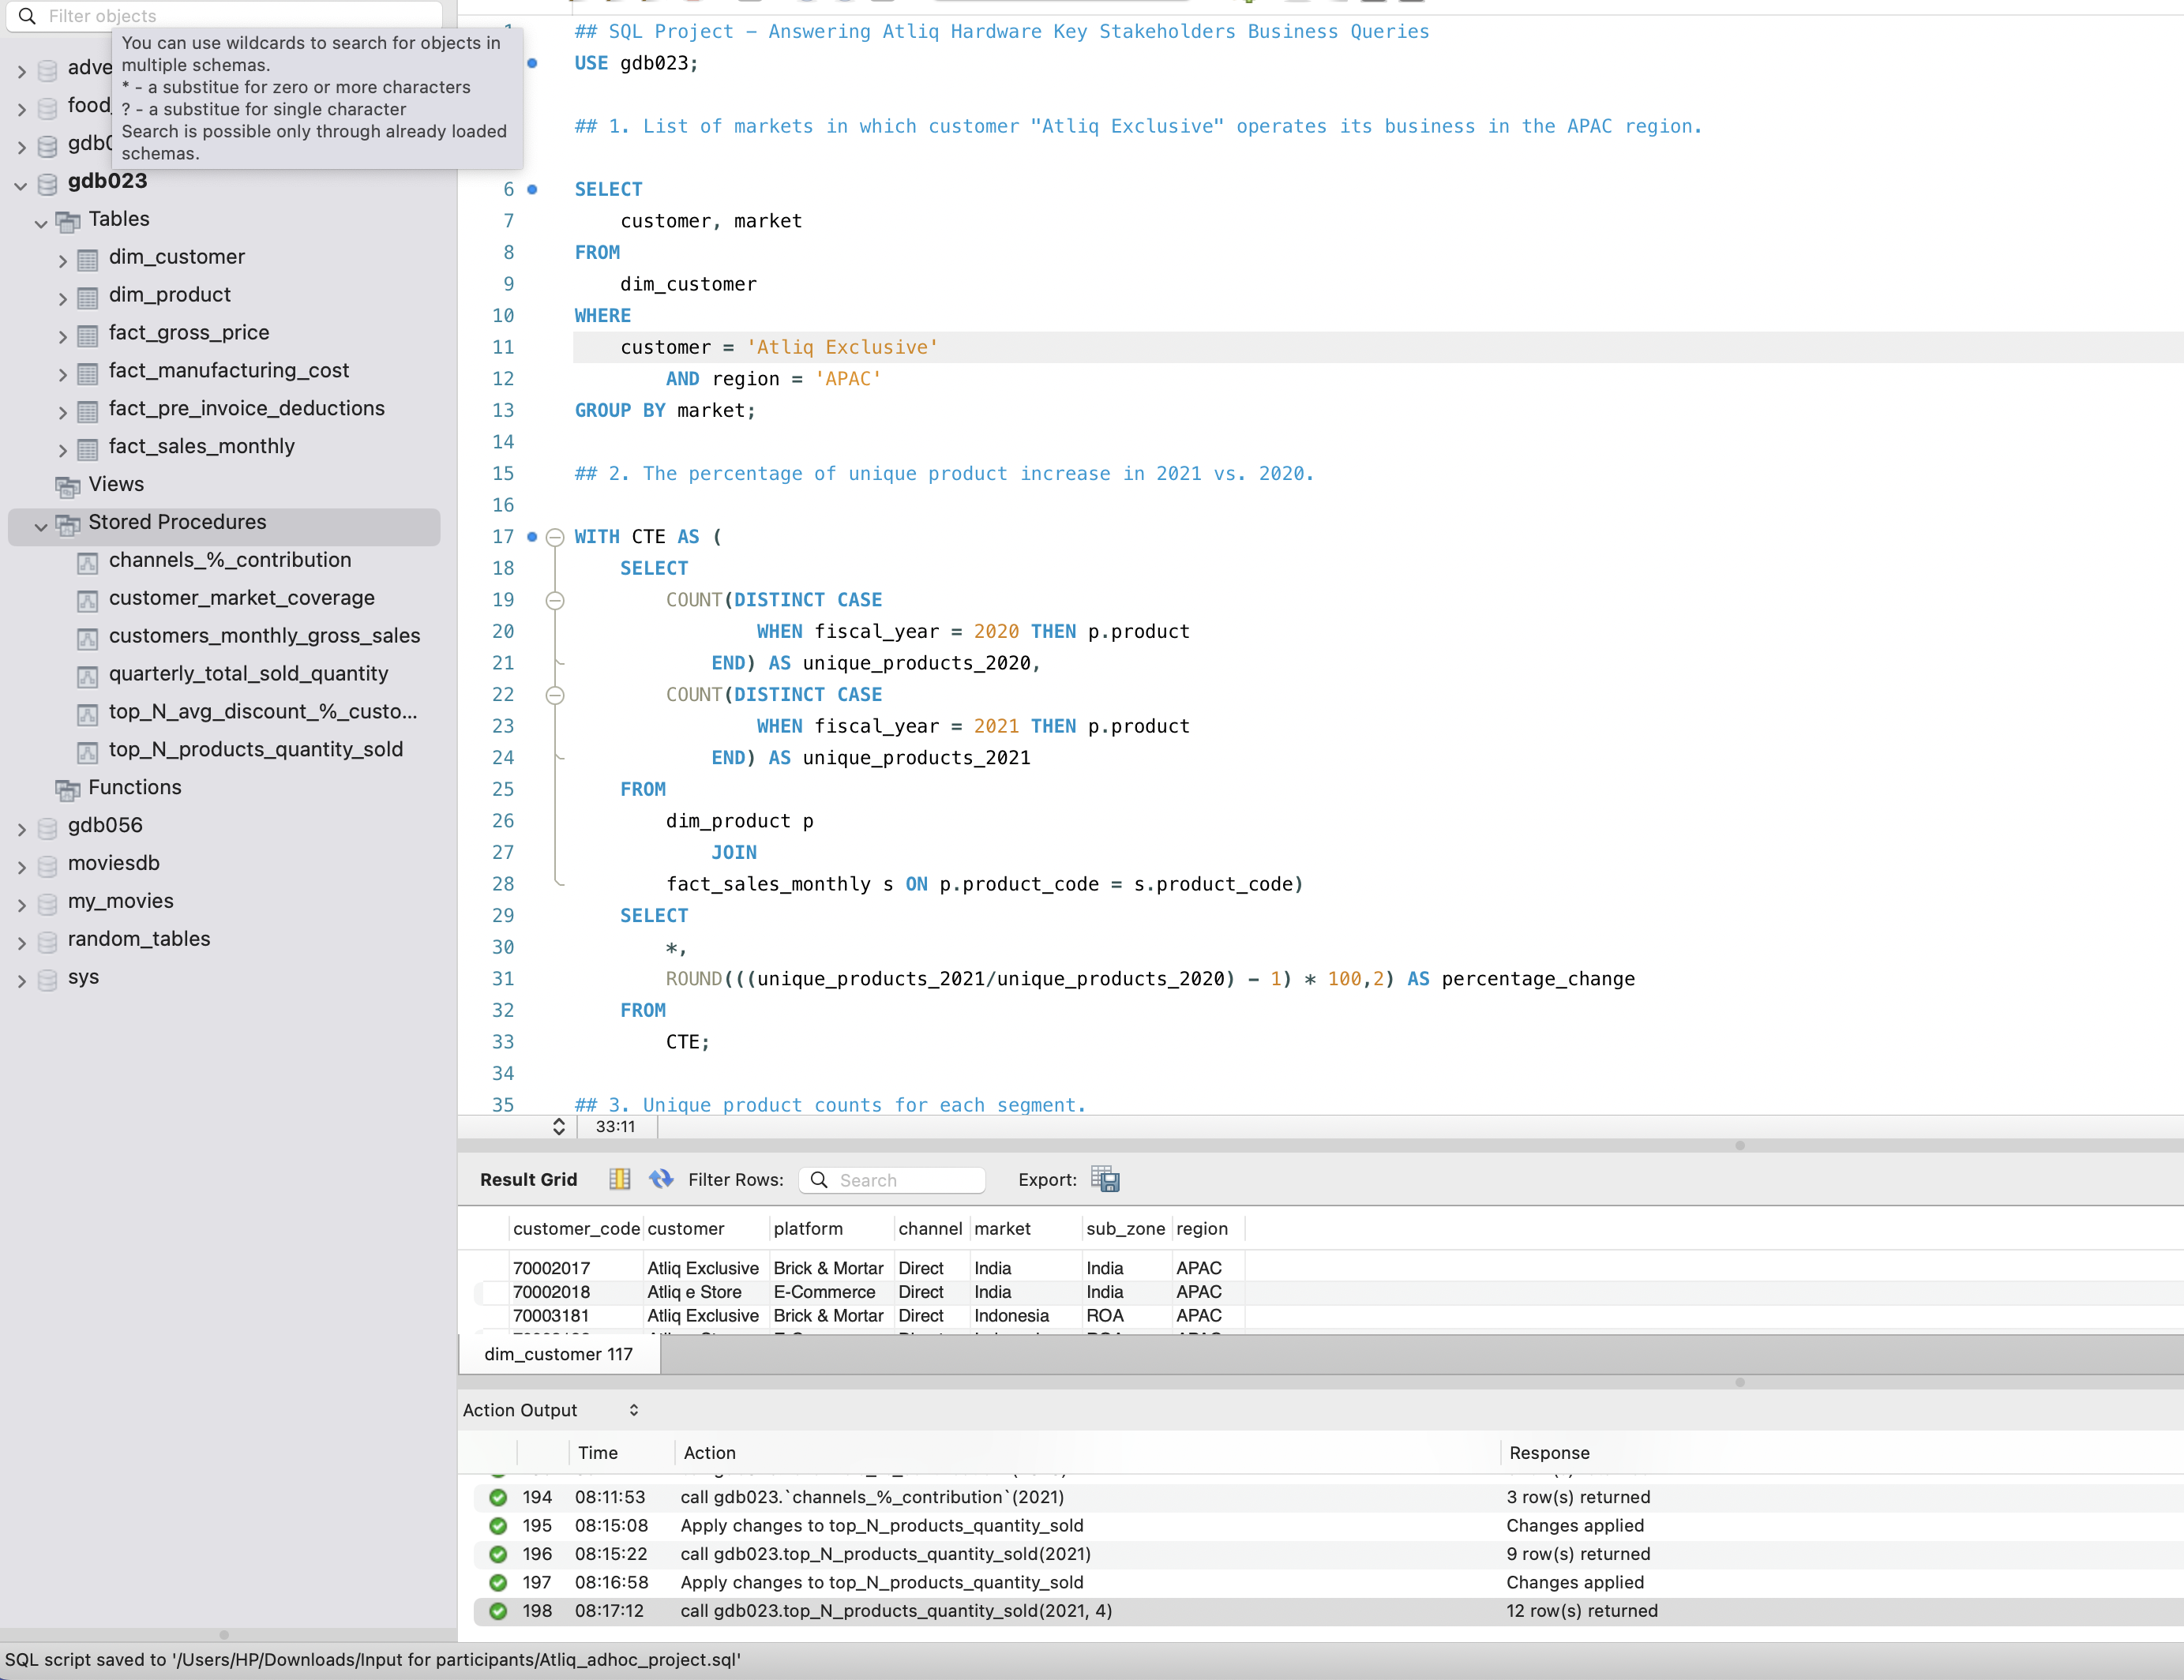 Filter objects
You can use wildcards to search for objects in
multiple schemas.
* - a substitue for zero or more characters
? - a substitue for single character
Search is possible only through already loaded
schemas.
adve
food_
gdb0
gdb023
Tables
dim_customer
dim_product
fact_gross_price
fact_manufacturing_cost
fact_pre_invoice_deductions
fact_sales_monthly
Views
Stored Procedures
channels_%_contribution
customer_market_coverage
customers_monthly_gross_sales
quarterly_total_sold_quantity
top_N_avg_discount_%_custo...
top_N_products_quantity_sold
Functions
gdb056
moviesdb
my_movies
random_tables
sys
1 ## SQL Project – Answering Atliq Hardware Key Stakeholders Business Queries
USE gdb023;
## 1. List of markets in which customer "Atliq Exclusive" operates its business in the APAC region.
6 SELECT
7 customer, market
8 FROM
9 dim_customer
10 WHERE
11 customer = 'Atliq Exclusive'
12 AND region = 'APAC'
13 GROUP BY market;
14
15 ## 2. The percentage of unique product increase in 2021 vs. 2020.
16
17 WITH CTE AS (
18 SELECT
19 COUNT(DISTINCT CASE
20 WHEN fiscal_year = 2020 THEN p.product
21 END) AS unique_products_2020,
22 COUNT(DISTINCT CASE
23 WHEN fiscal_year = 2021 THEN p.product
24 END) AS unique_products_2021
25 FROM
26 dim_product p
27 JOIN
28 fact_sales_monthly s ON p.product_code = s.product_code)
29 SELECT
30 *,
31 ROUND(((unique_products_2021/unique_products_2020) – 1) * 100,2) AS percentage_change
32 FROM
33 CTE;
34
35 ## 3. Unique product counts for each segment.
33:11
Result Grid Filter Rows: Search Export:
customer_code customer platform channel market sub_zone region
70002017 Atliq Exclusive Brick & Mortar Direct India India APAC
70002018 Atliq e Store E-Commerce Direct India India APAC
70003181 Atliq Exclusive Brick & Mortar Direct Indonesia ROA APAC
dim_customer 117
Action Output
Time Action Response
194 08:11:53 call gdb023.`channels_%_contribution`(2021) 3 row(s) returned
195 08:15:08 Apply changes to top_N_products_quantity_sold Changes applied
196 08:15:22 call gdb023.top_N_products_quantity_sold(2021) 9 row(s) returned
197 08:16:58 Apply changes to top_N_products_quantity_sold Changes applied
198 08:17:12 call gdb023.top_N_products_quantity_sold(2021, 4) 12 row(s) returned
SQL script saved to '/Users/HP/Downloads/Input for participants/Atliq_adhoc_project.sql'